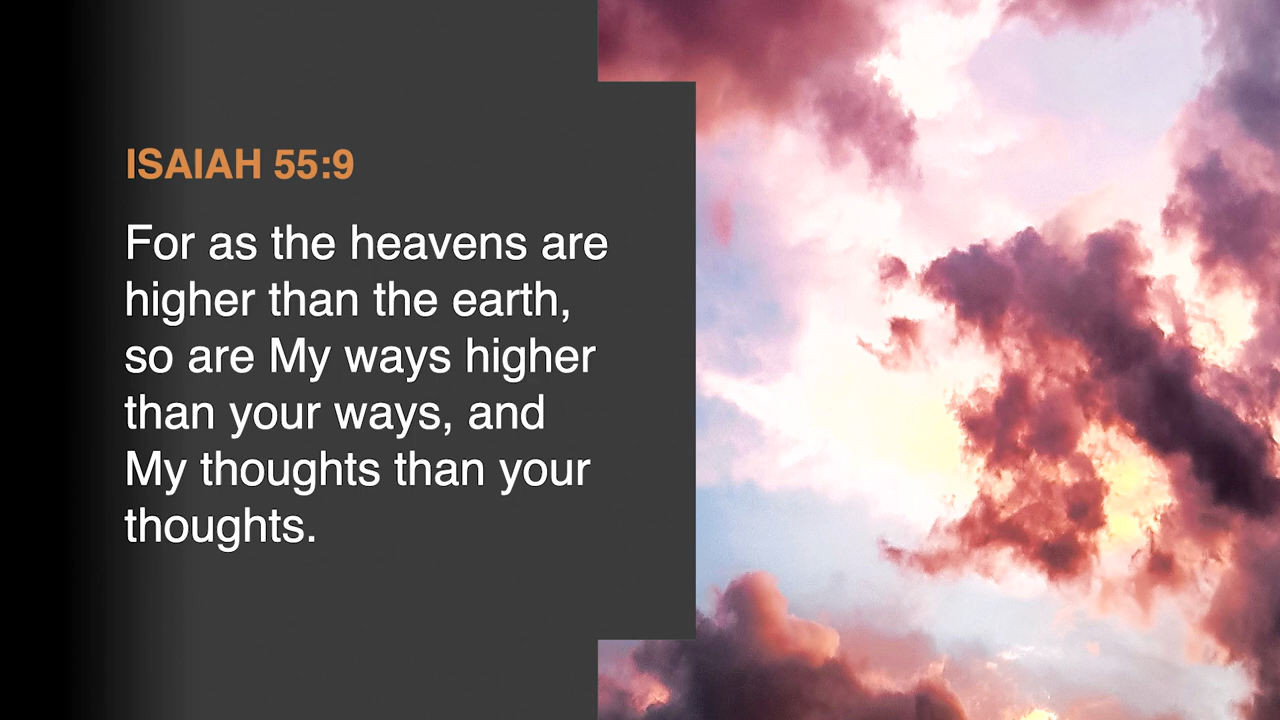 ISAIAH 55:9
For as the heavens are
higher than the earth,
so are My ways higher
than your ways, and
My thoughts than your
thoughts.